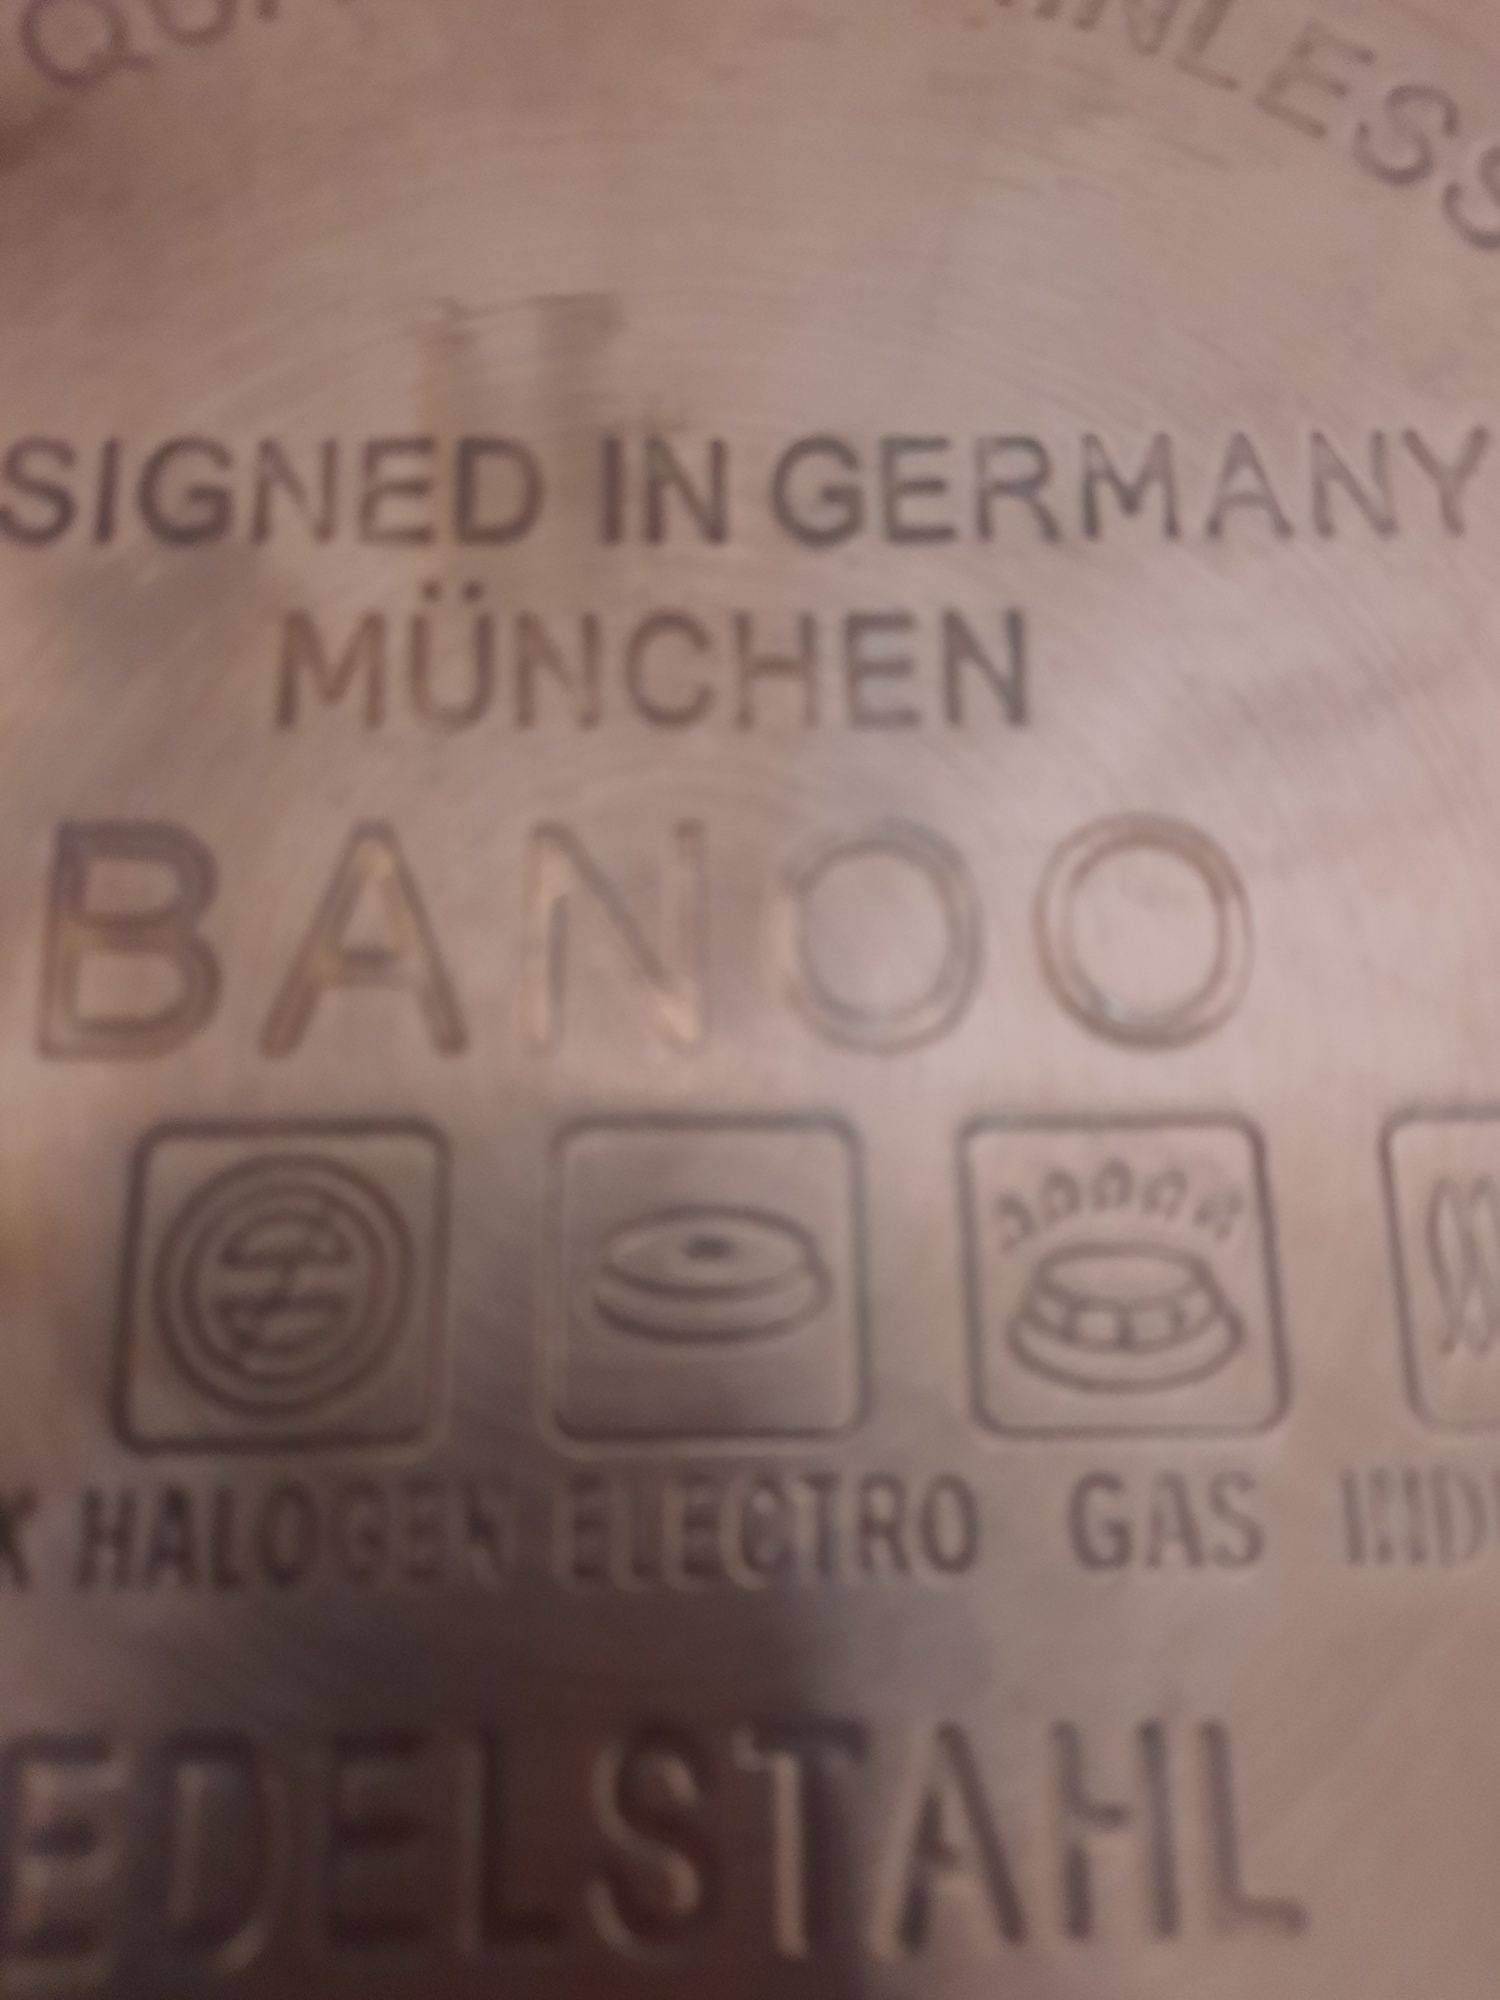 SIGNED IN GERMANY
MÜNCHEN
BANOO
HALOGEN ELECTRO GAS
EDELSTAHL